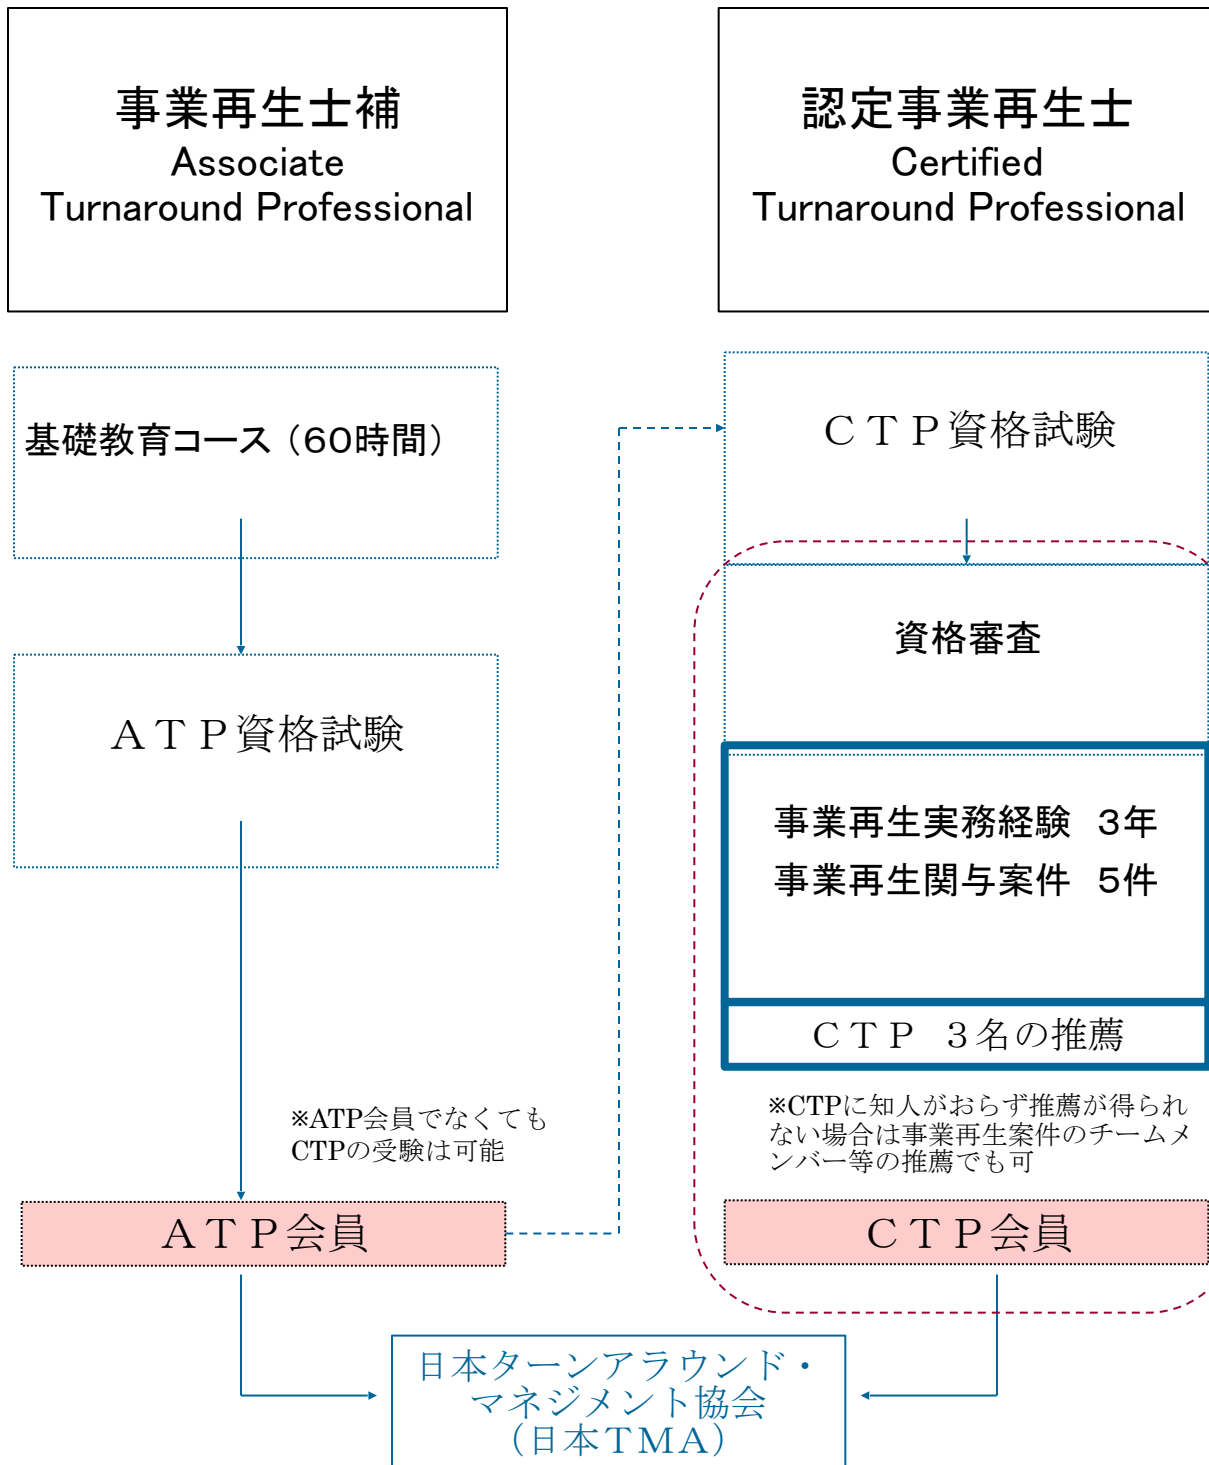 事業再生士補
Associate
Turnaround Professional
基礎教育コース（60時間）
ＡＴＰ資格試験
※ATP会員でなくても
CTPの受験は可能
ＡＴＰ会員
認定事業再生士
Certified
Turnaround Professional
ＣＴＰ資格試験
資格審査
事業再生実務経験　３年
事業再生関与案件　５件
ＣＴＰ　３名の推薦
※CTPに知人がおらず推薦が得られ
ない場合は事業再生案件のチームメ
ンバー等の推薦でも可
ＣＴＰ会員
日本ターンアラウンド・
マネジメント協会
（日本ＴＭＡ）